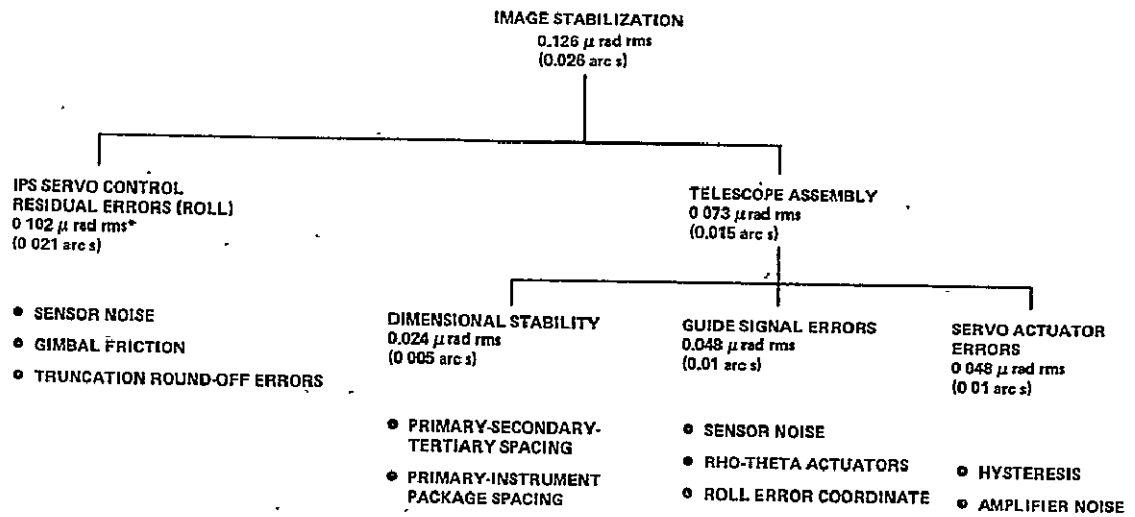 IMAGE STABILIZATION
0.126 μ rad rms
(0.026 arc s)
IPS SERVO CONTROL
RESIDUAL ERRORS (ROLL)
0 102 μ rad rms*
(0 021 arc s)
• SENSOR NOISE
• GIMBAL FRICTION
• TRUNCATION ROUND-OFF ERRORS
TELESCOPE ASSEMBLY
0 073 μ rad rms
(0.015 arc s)
DIMENSIONAL STABILITY
0.024 μ rad rms
(0 005 arc s)
• PRIMARY-SECONDARY-
TERTIARY SPACING
• PRIMARY-INSTRUMENT
PACKAGE SPACING
GUIDE SIGNAL ERRORS
0.048 μ rad rms
(0.01 arc s)
• SENSOR NOISE
• RHO-THETA ACTUATORS
• ROLL ERROR COORDINATE
SERVO ACTUATOR
ERRORS
0 048 μ rad rms
(0 01 arc s)
• HYSTERESIS
• AMPLIFIER NOISE